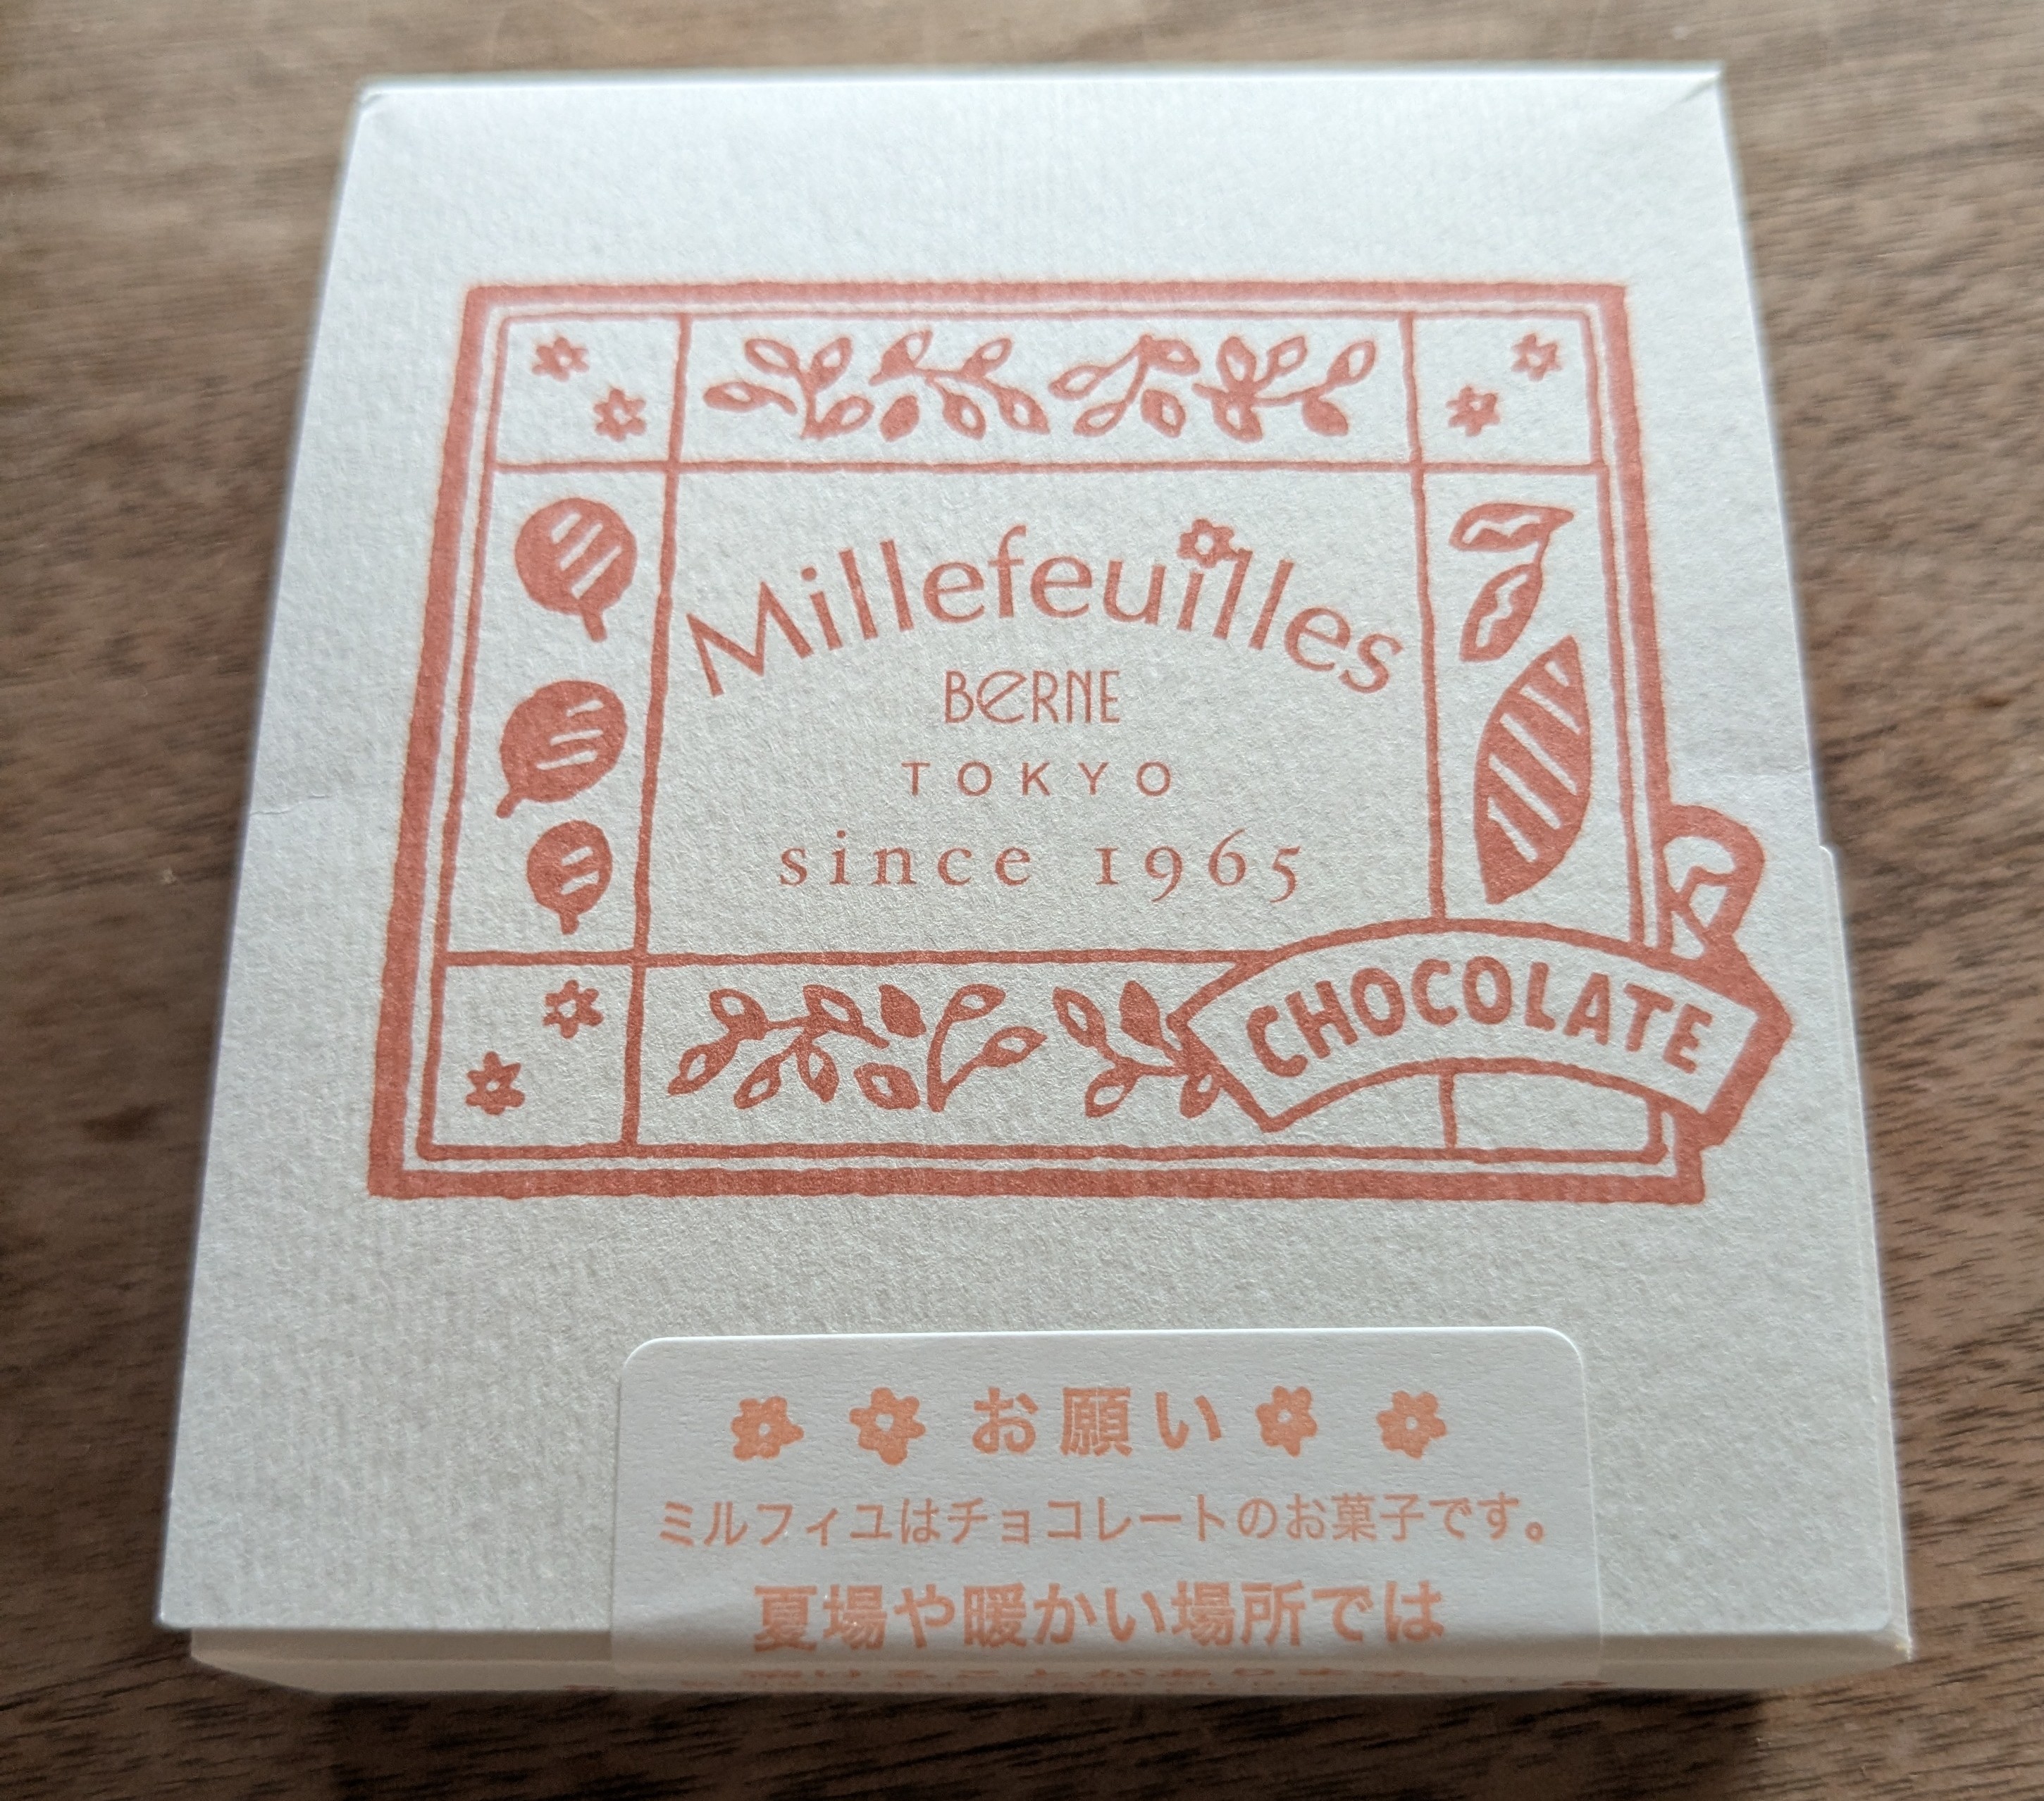 Millefeuilles
BERNE
TOKYO
since 1965
CHOCOLATE
お願い
ミルフィユはチョコレートのお菓子です。
夏場や暖かい場所では